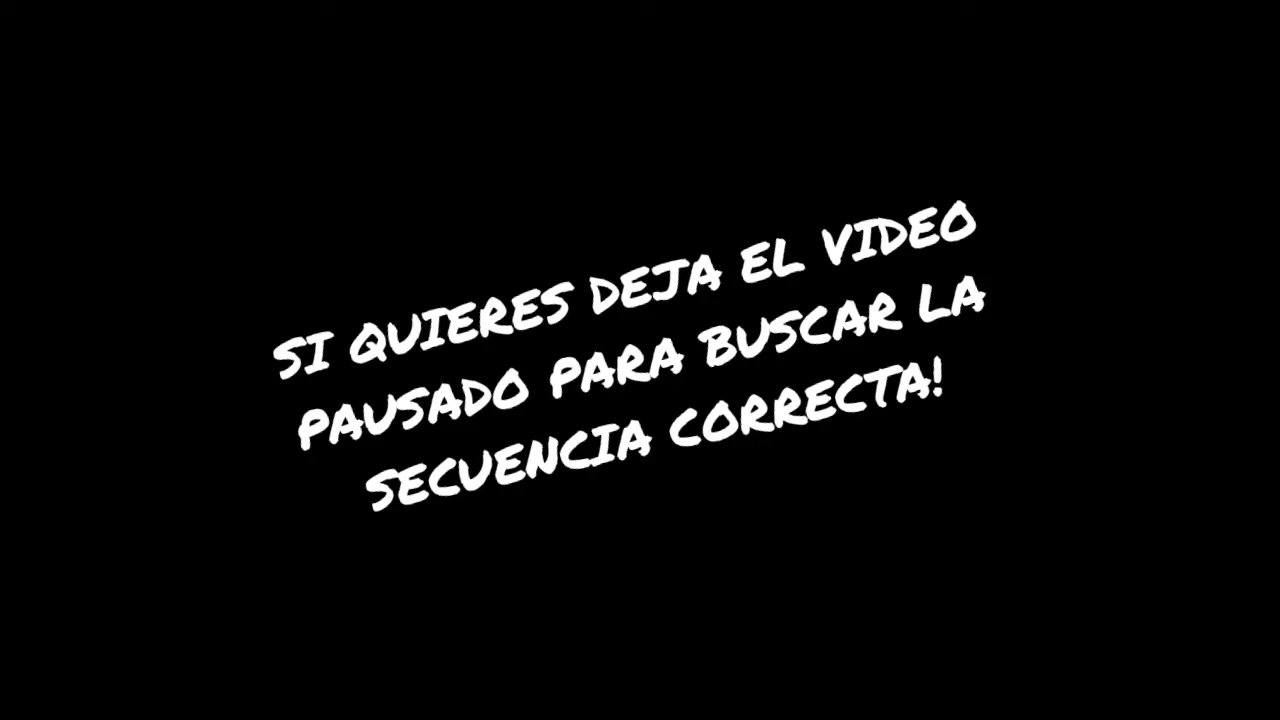 SI QUIERES DEJA EL VIDEO
PAUSADO PARA BUSCAR LA
SECUENCIA CORRECTA!